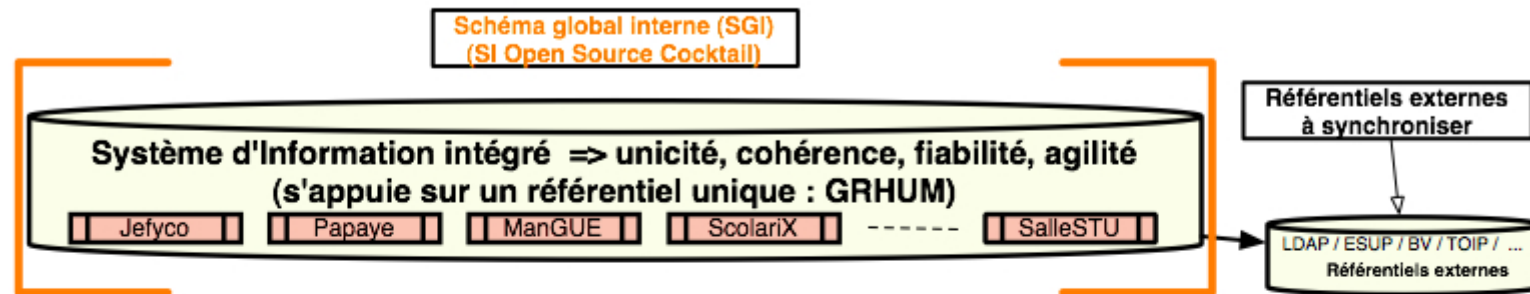 Schéma global interne (SGI)
(SI Open Source Cocktail)
Référentiels externes
à synchroniser
Système d'Information intégré => unicité, cohérence, fiabilité, agilité
(s'appuie sur un référentiel unique : GRHUM)
Jefyco
Papaye
ManGUE
ScolariX
SalleSTU
LDAP / ESUP / BV / TOIP / ...
Référentiels externes